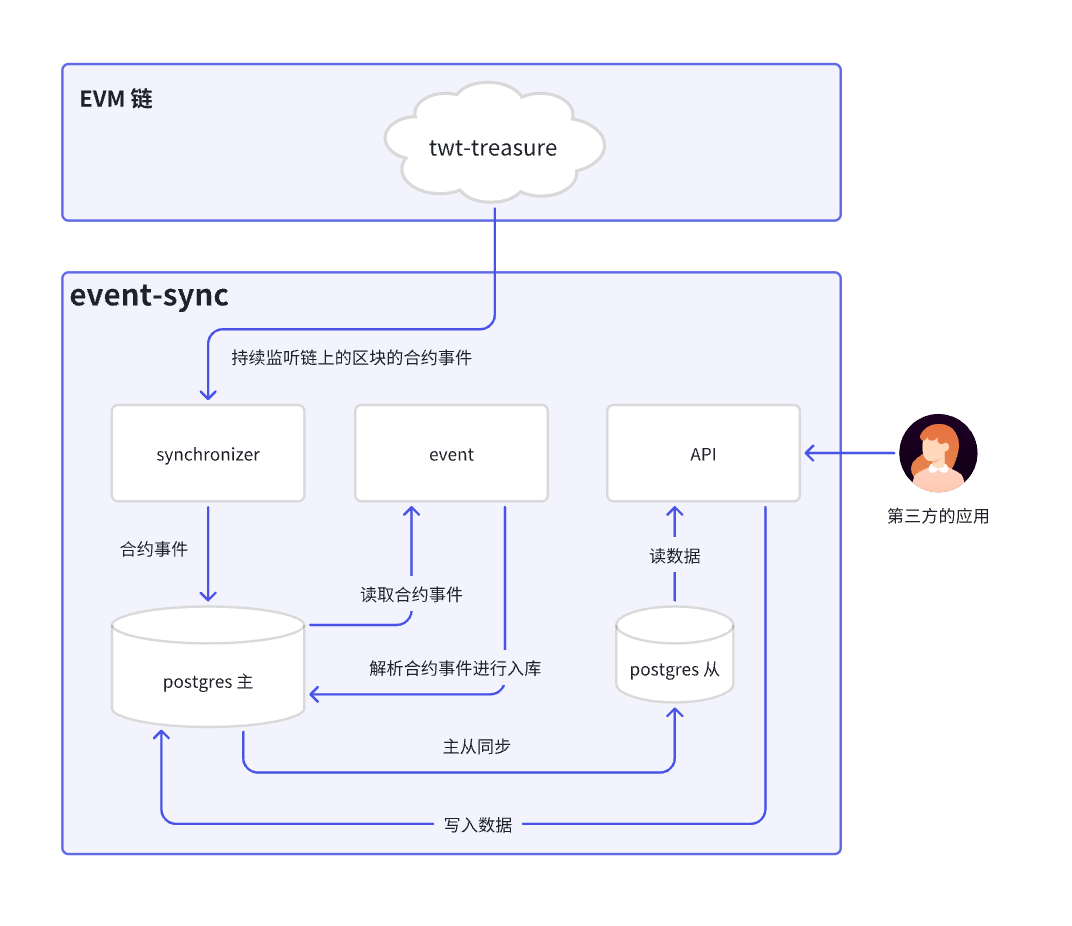 EVM 链
twt-treasure
event-sync
持续监听链上的区块的合约事件
synchronizer
event
API
第三方的应用
合约事件
读数据
读取合约事件
解析合约事件进行入库
postgres 从
postgres 主
主从同步
写入数据